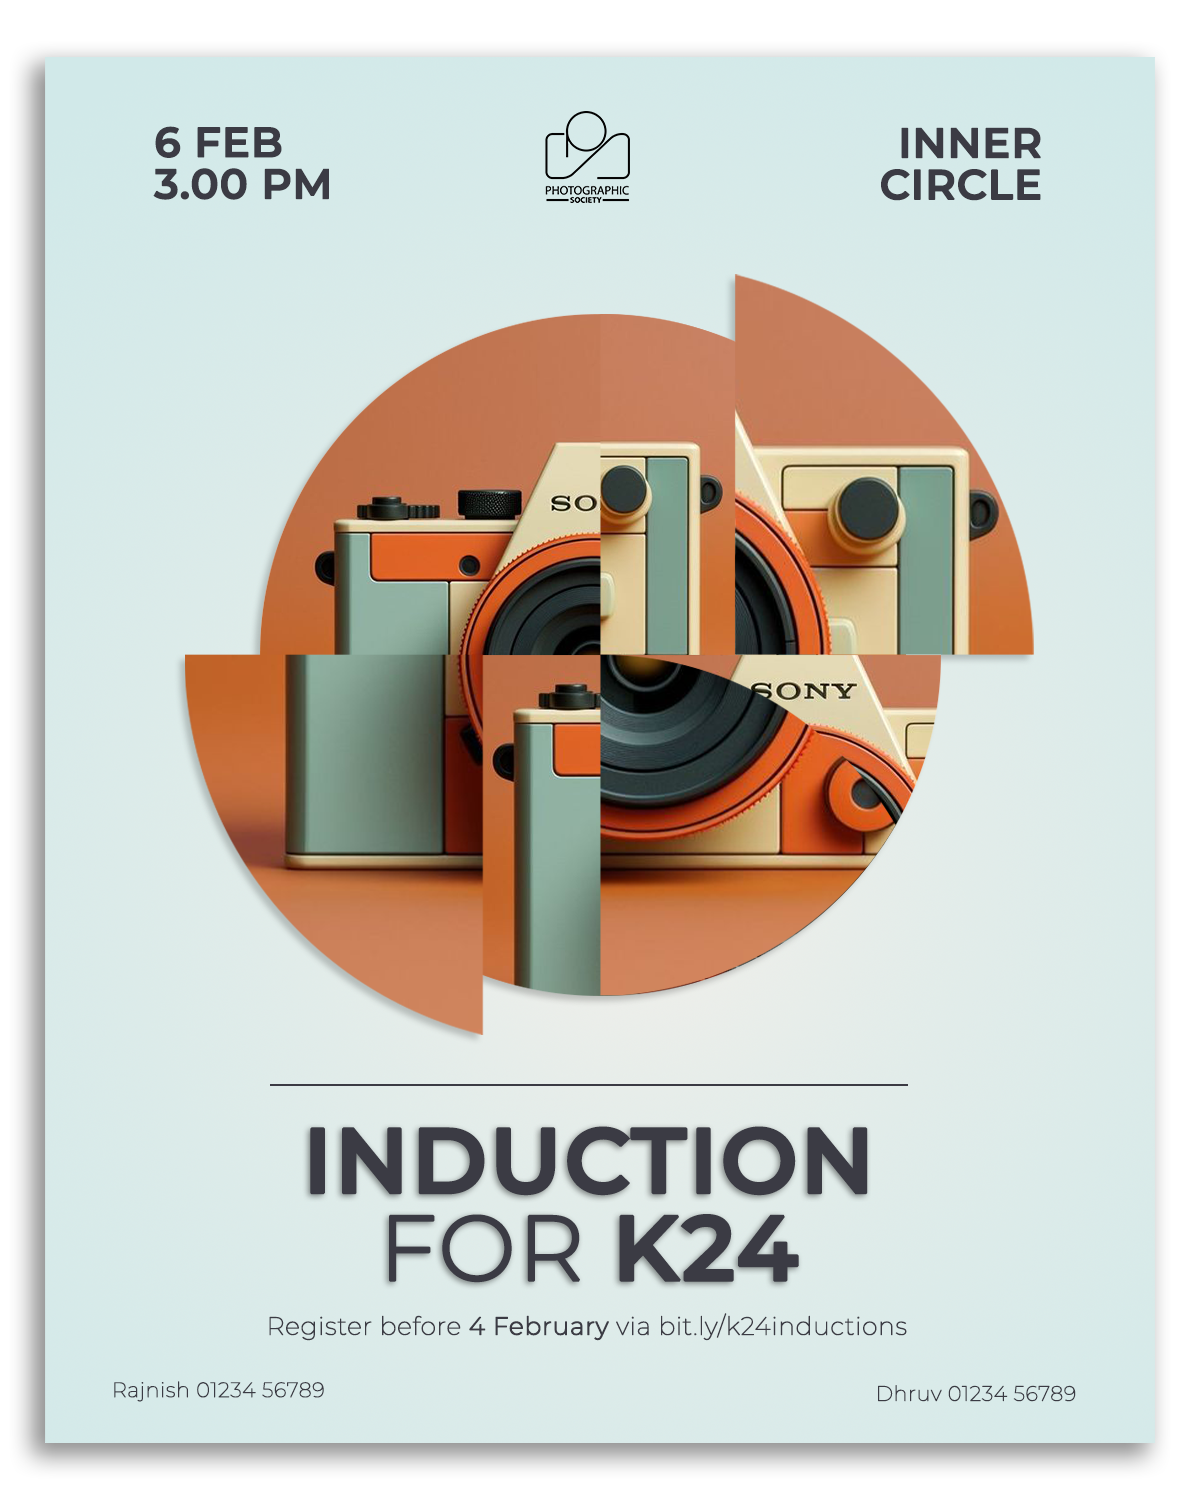 6 FEB
3.00 PM
PHOTOGRAPHIC
SOCIETY
INNER
CIRCLE
SO
SONY
INDUCTION
FOR K24
Register before 4 February via bit.ly/k24inductions
Rajnish 01234 56789
Dhruv 01234 56789